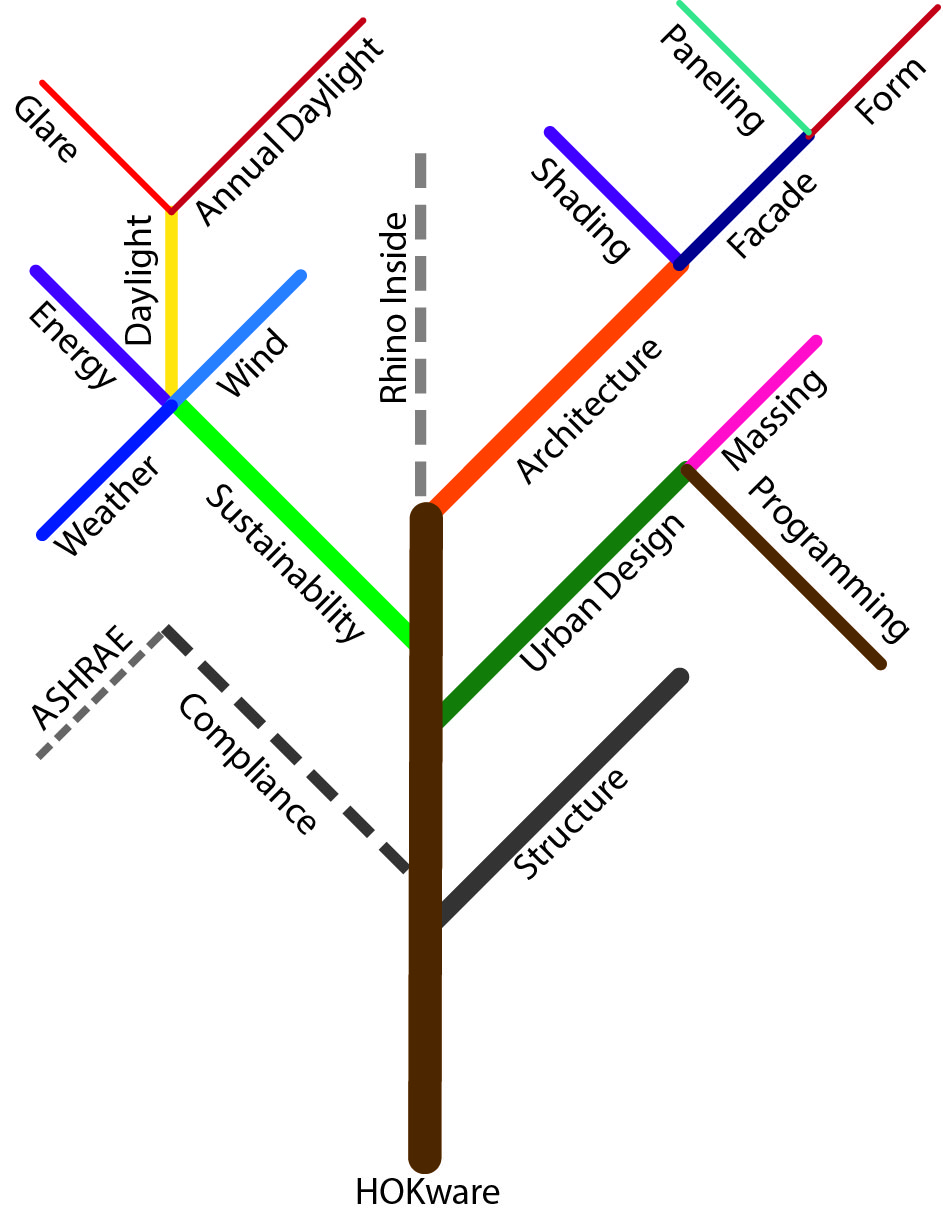 Glare
Annual Daylight
Daylight
Energy
Wind
Weather
Sustainability
ASHRAE
Compliance
Rhino Inside
Paneling
Form
Shading
Facade
Architecture
Massing
Programming
Urban Design
Structure
HOKware